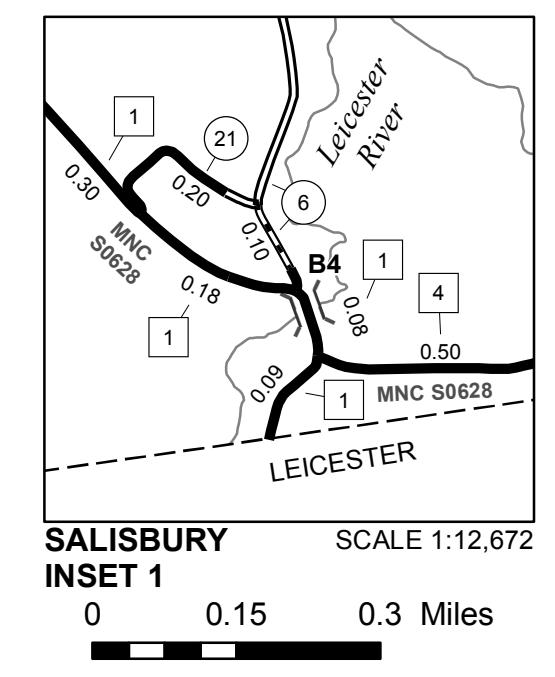 1
21
Leicester
River
0.30
0.20
6
MNC
S0628
0.10
B4
1
0.18
4
0.08
1
0.50
0.09
1
MNC S0628
LEICESTER
SALISBURY
INSET 1
SCALE 1:12,672
0 0.15 0.3 Miles